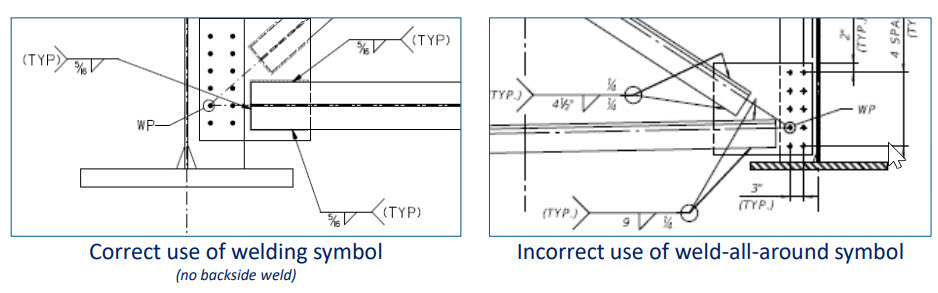 (TYP)
5/16
5/16
(TYP)
WP
5/16
(TYP)
Correct use of welding symbol
(no backside weld)
2"
(TYP.)
4 SPA
(TYP.)
4½"
¼
¼
WP
(TYP.)
9
¼
3"
(TYP.)
Incorrect use of weld-all-around symbol